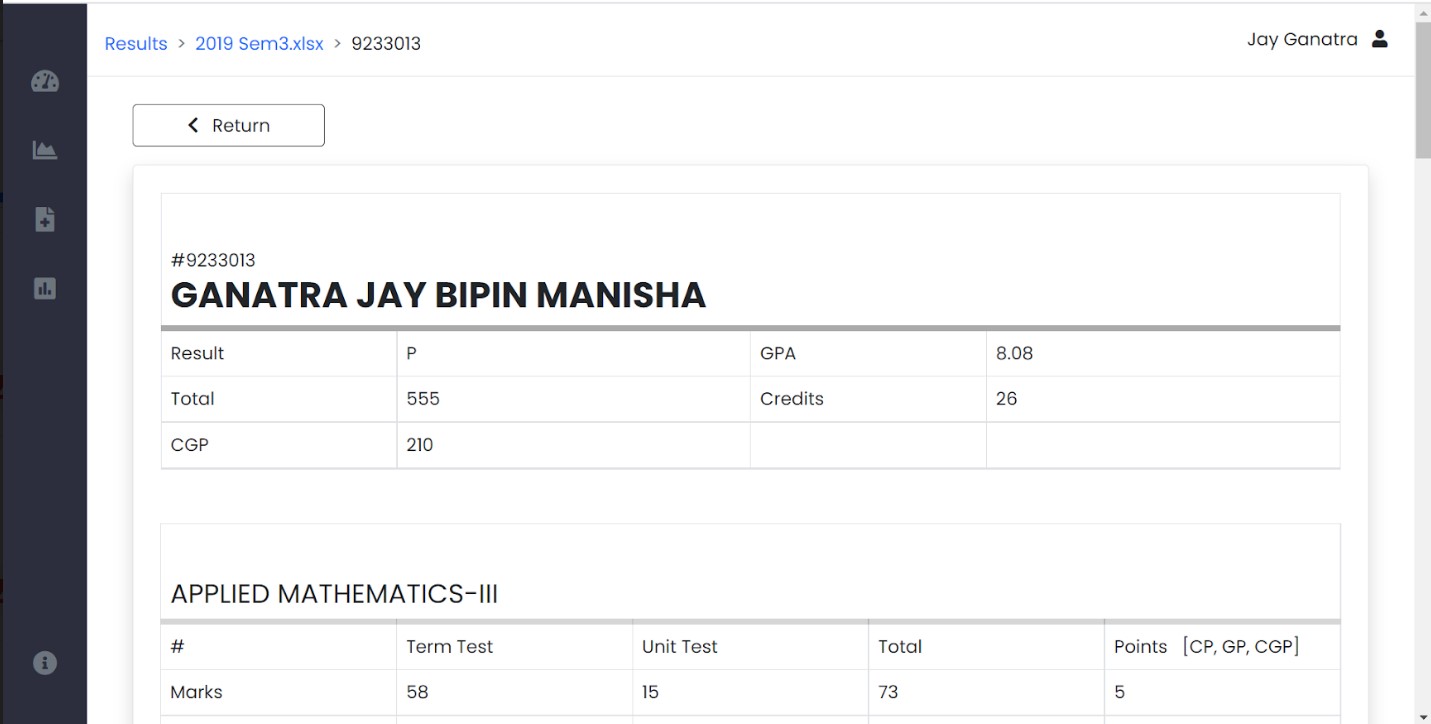 Results > 2019 Sem3.xlsx > 9233013
Jay Ganatra
Return
#9233013
GANATRA JAY BIPIN MANISHA
Result P GPA 8.08
Total 555 Credits 26
CGP 210
APPLIED MATHEMATICS-III
# Term Test Unit Test Total Points [CP, GP, CGP]
Marks 58 15 73 5